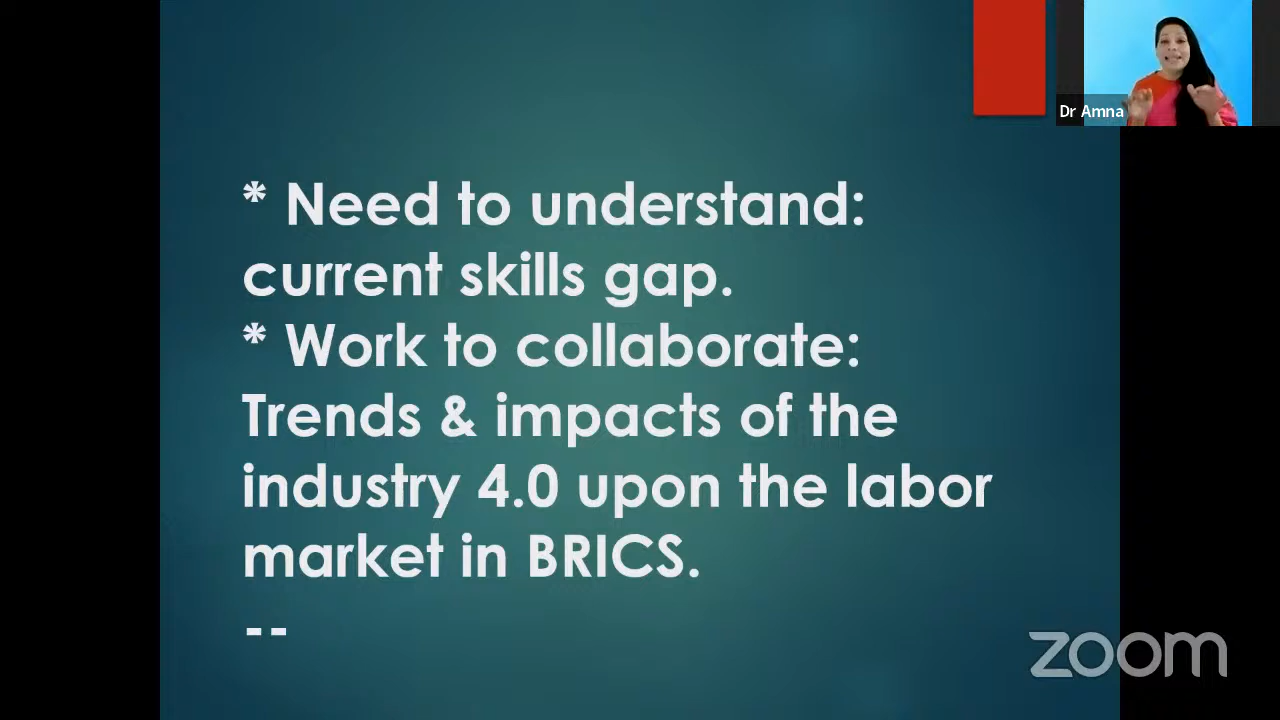 Dr Amna
* Need to understand:
current skills gap.
* Work to collaborate:
Trends & impacts of the
industry 4.0 upon the labor
market in BRICS.
--
zoom